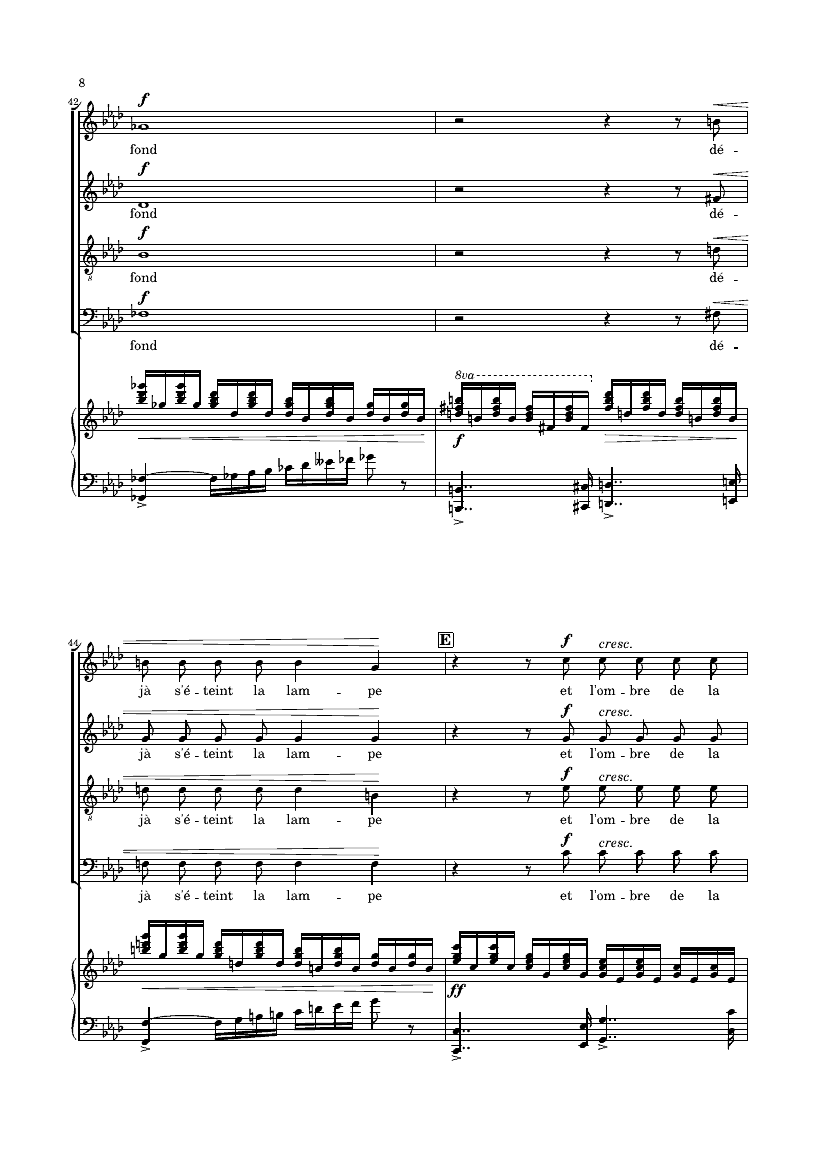 8
42
f
fond dé -
f
fond dé -
8
f
fond dé -
f
fond dé -
8va
f
44
E
f cresc.
jà s'é - teint la lam - pe et l'om - bre de la
f cresc.
jà s'é - teint la lam - pe et l'om - bre de la
8
f cresc.
jà s'é - teint la lam - pe et l'om - bre de la
f cresc.
jà s'é - teint la lam - pe et l'om - bre de la
ff